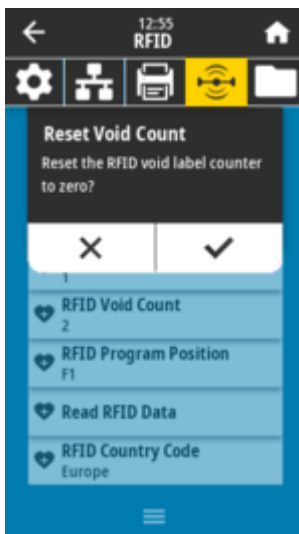 12:55
RFID
Reset Void Count
Reset the RFID void label counter
to zero?
1
RFID Void Count
2
RFID Program Position
F1
Read RFID Data
RFID Country Code
Europe